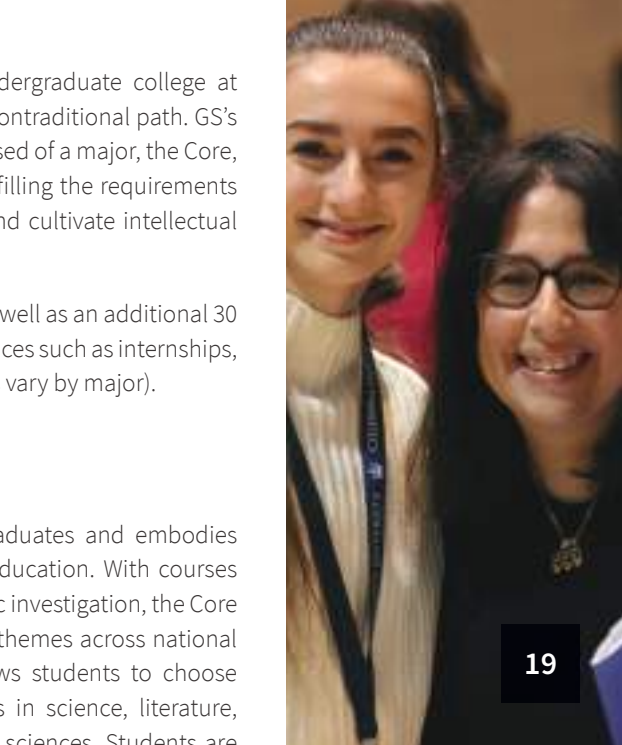 dergraduate college at
ontraditional path. GS's
sed of a major, the Core,
filling the requirements
nd cultivate intellectual
well as an additional 30
ces such as internships,
vary by major).
aduates and embodies
ducation. With courses
c investigation, the Core
themes across national
ws students to choose
s in science, literature,
sciences. Students are
19